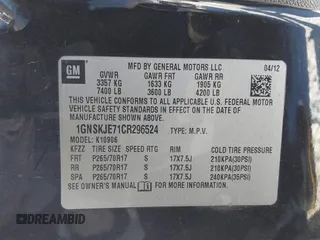 GM
MFD BY GENERAL MOTORS LLC
04/12
GVWR GAWR FRT GAWR RR
3357 KG 1633 KG 1905 KG
7400 LB 3600 LB 4200 LB
THIS VEHICLE CONFORMS TO ALL APPLICABLE U.S. FEDERAL MOTOR
VEHICLE SAFETY STANDARDS IN EFFECT ON THE DATE OF
MANUFACTURE SHOWN ABOVE.
1GNSKJE71CR296524 TYPE: M.P.V.
MODEL: K10906
KFZZ TIRE SIZE SPEED RTG RIM COLD TIRE PRESSURE
FRT P265/70R17 S 17X7.5J 210KPA(30PSI)
RR P265/70R17 S 17X7.5J 210KPA(30PSI)
SPA P265/70R17 S 17X7.5J 240KPA(35PSI)
SEE OWNER'S MANUAL FOR MORE INFORMATION.
DREAMBID